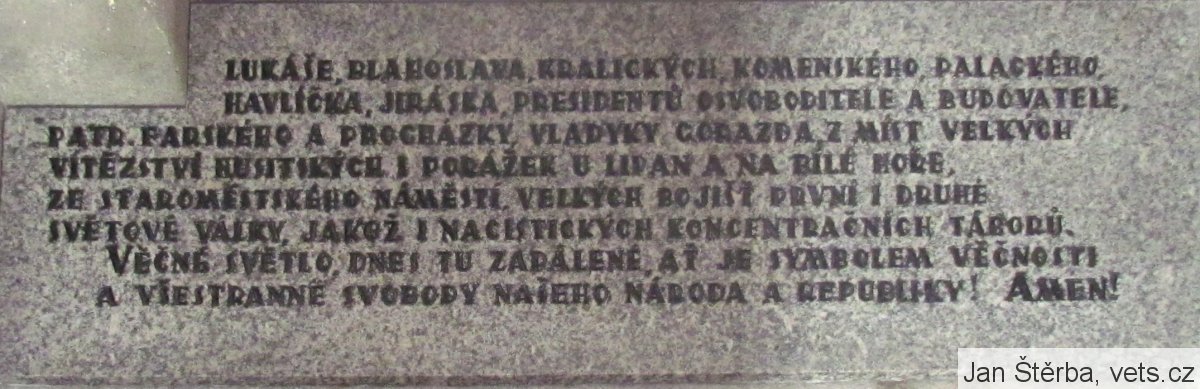 LUKÁŠE, BLAHOSLAVA, KRALICKÝCH, KOMENSKÉHO, PALACKÉHO,
HAVLÍČKA, JIRÁSKA, PRESIDENTŮ OSVOBODITELE A BUDOVATELE,
PATR. FARSKÉHO A PROCHÁZKY, VLADYKY GORAZDA, Z MÍST VELKÝCH
VÍTĚZSTVÍ HUSITSKÝCH I PORÁŽEK U LIPAN A NA BÍLÉ HOŘE,
ZE STAROMĚSTSKÉHO NÁMĚSTÍ, VELKÝCH BOJIŠŤ PRVNÍ I DRUHÉ
SVĚTOVÉ VÁLKY, JAKOŽ I NACISTICKÝCH KONCENTRAČNÍCH TÁBORŮ.
VĚČNÉ SVĚTLO, DNES TU ZAPÁLENÉ, AŤ JE SYMBOLEM VĚČNOSTI
A VŠESTRANNÉ SVOBODY NAŠEHO NÁRODA A REPUBLIKY! AMEN!
Jan Štěrba, vets.cz